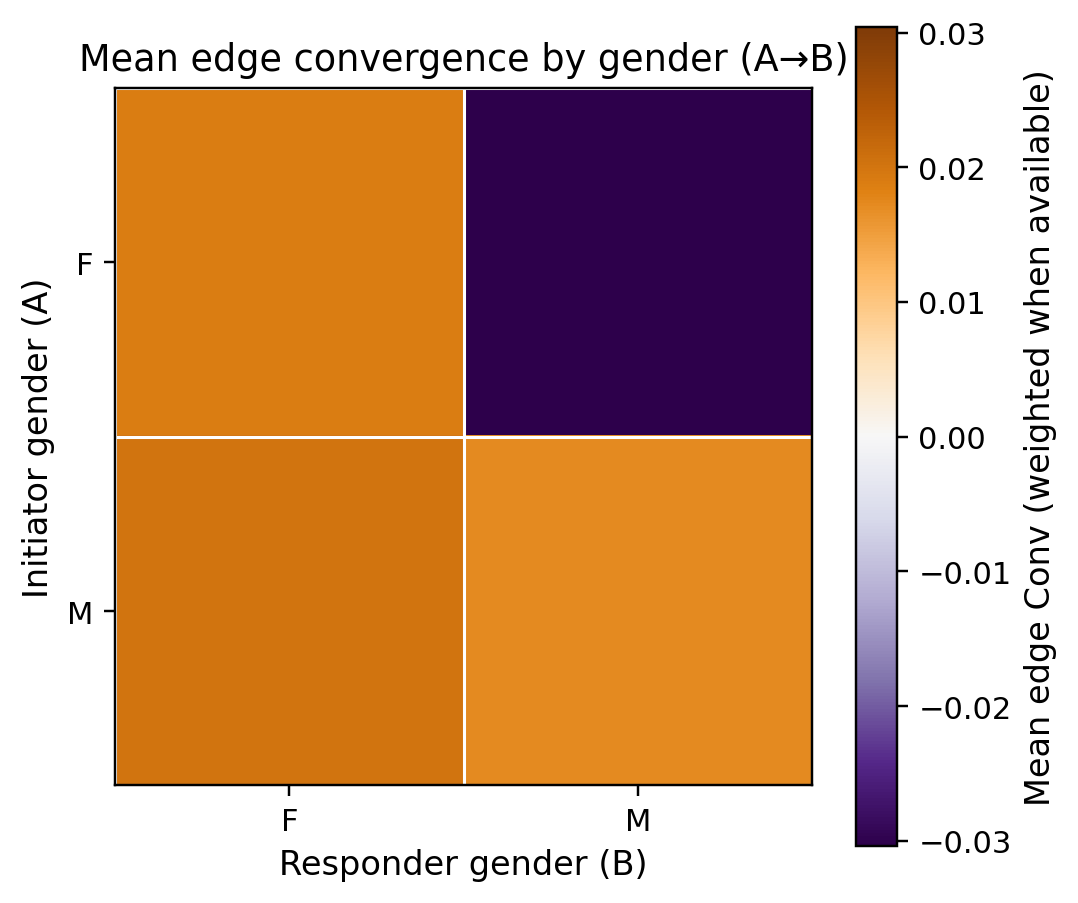 Mean edge convergence by gender (A→B)
Initiator gender (A)
F
M
F
M
Responder gender (B)
0.03
0.02
0.01
0.00
−0.01
−0.02
−0.03
Mean edge Conv (weighted when available)